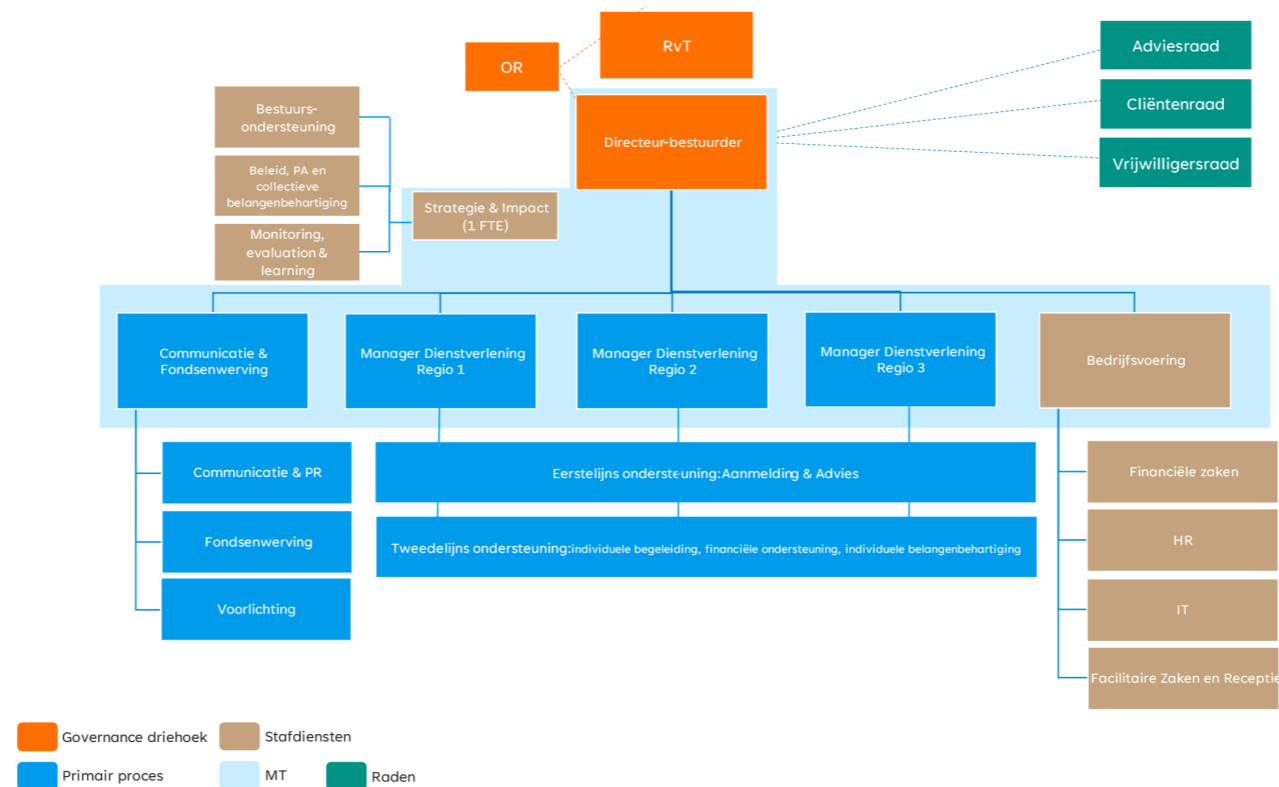 RvT
OR
Adviesraad
Cliëntenraad
Vrijwilligersraad
Directeur-bestuurder
Bestuurs-
ondersteuning
Beleid, PA en
collectieve
belangenbehartiging
Monitoring,
evaluation &
learning
Strategie & Impact
(1 FTE)
Communicatie &
Fondsenwerving
Manager Dienstverlening
Regio 1
Manager Dienstverlening
Regio 2
Manager Dienstverlening
Regio 3
Bedrijfsvoering
Communicatie & PR
Fondsenwerving
Voorlichting
Eerstelijns ondersteuning:Aanmelding & Advies
Tweedelijns ondersteuning:individuele begeleiding, financiële ondersteuning, individuele belangenbehartiging
Financiële zaken
HR
IT
Facilitaire Zaken en Receptie
Governance driehoek
Stafdiensten
Primair proces
MT
Raden